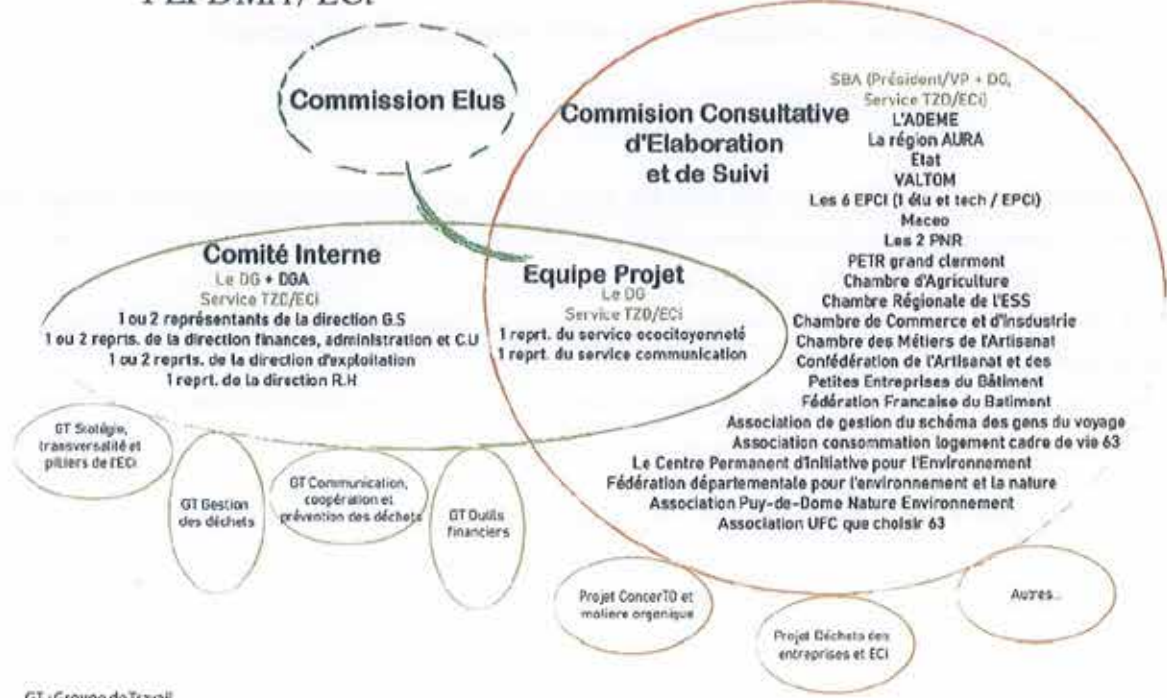 PLPDMA / ECi
Commission Elus
Commision Consultative
d'Elaboration
et de Suivi
SBA (Président/VP + DG,
Service TZD/ECi)
L'ADEME
La région AURA
Etat
VALTOM
Les 6 EPCI (1 élu et tech / EPCi)
Maceo
Les 2 PNR
PETR grand clermont
Chambre d'Agriculture
Chambre Régionale de l'ESS
Chambre de Commerce et d'Insdustrie
Chambre des Métiers de l'Artisanat
Confédération de l'Artisanat et des
Petites Entreprises du Bâtiment
Fédération Francaise du Batiment
Association de gestion du schéma des gens du voyage
Association consommation logement cadre de vie 63
Le Centre Permanent d'Initiative pour l'Environnement
Fédération départementale pour l'environnement et la nature
Association Puy-de-Dome Nature Environnement
Association UFC que choisir 63
Comité Interne
Le DG + DGA
Service TZD/ECi
1 ou 2 représentants de la direction G.S
1 ou 2 reprts. de la direction finances, administration et C.U
1 ou 2 reprts. de la direction d'exploitation
1 reprt. de la direction R.H
Equipe Projet
Le DG
Service TZD/ECi
1 reprt. du service ecocitoyenneté
1 reprt. du service communication
GT Statégie,
transversalité et
piliers de l'ECi
GT Gestion
des déchets
GT Communication,
coopération et
prévention des déchets
GT Outils
financiers
Projet ConcerTO et
matière organique
Projet Déchets des
entreprises et ECi
Autres...
GT : Groupe de Travail